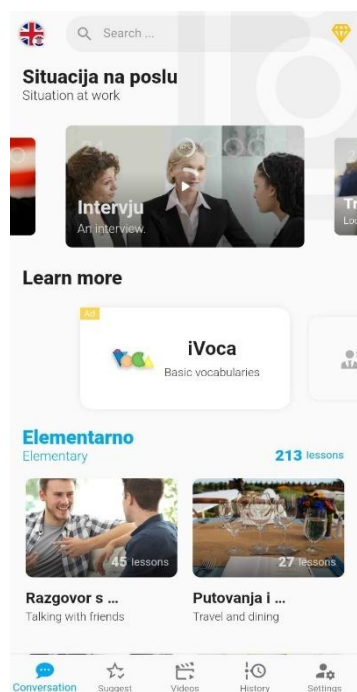 Search ...
Situacija na poslu
Situation at work
Intervju
An interview.
Learn more
Ad
iVoca
Basic vocabularies
Elementarno
Elementary
213 lessons
45 lessons
27 lessons
Razgovor s ...
Putovanja i ...
Talking with friends
Travel and dining
Conversation
Suggest
Videos
History
Settings